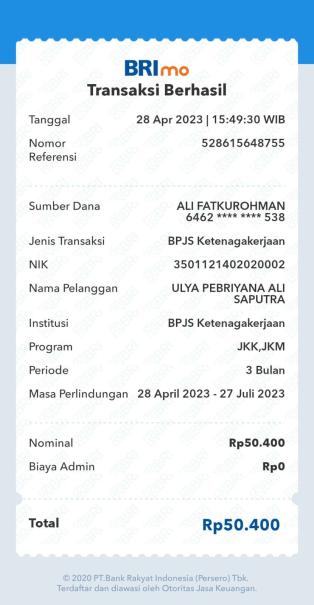 BRImo
Transaksi Berhasil
Tanggal 28 Apr 2023 | 15:49:30 WIB
Nomor 528615648755
Referensi
Sumber Dana ALI FATKUROHMAN
6462 **** **** 538
Jenis Transaksi BPJS Ketenagakerjaan
NIK 3501121402020002
Nama Pelanggan ULYA PEBRIYANA ALI
SAPUTRA
Institusi BPJS Ketenagakerjaan
Program JKK,JKM
Periode 3 Bulan
Masa Perlindungan 28 April 2023 - 27 Juli 2023
Nominal Rp50.400
Biaya Admin Rp0
Total Rp50.400
© 2020 PT.Bank Rakyat Indonesia (Persero) Tbk.
Terdaftar dan diawasi oleh Otoritas Jasa Keuangan.